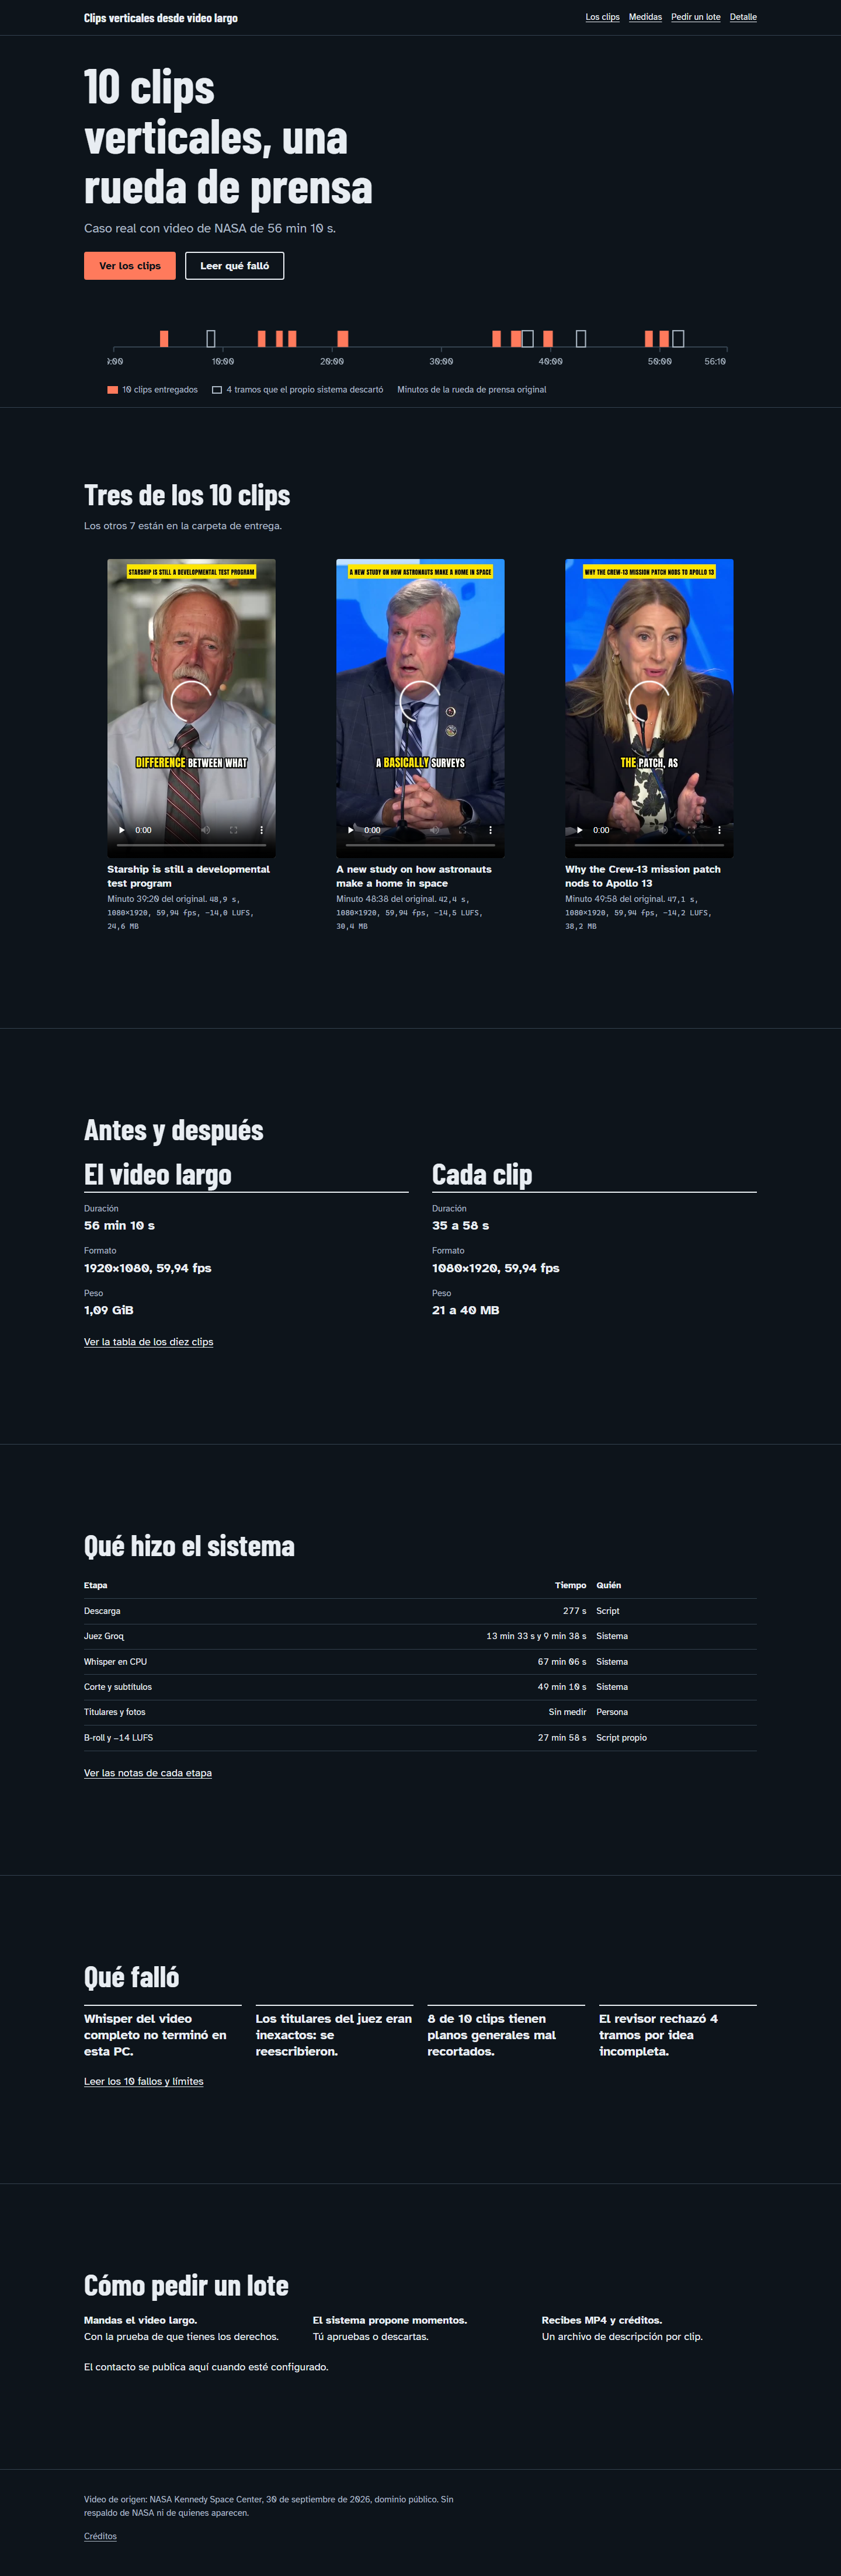 Clips verticales desde video largo
Los clips Medidas Pedir un lote Detalle
10 clips
verticales, una
rueda de prensa
Caso real con video de NASA de 56 min 10 s.
Ver los clips Leer qué falló
10:00 20:00 30:00 40:00 50:00 56:10
10 clips entregados 4 tramos que el propio sistema descartó Minutos de la rueda de prensa original
Tres de los 10 clips
Los otros 7 están en la carpeta de entrega.
STARSHIP IS STILL A DEVELOPMENTAL TEST PROGRAM
DIFFERENCE BETWEEN WHAT
0:00
Starship is still a developmental
test program
Minuto 39:20 del original. 48,9 s,
1080×1920, 59,94 fps, −14,0 LUFS,
24,6 MB
A NEW STUDY ON HOW ASTRONAUTS MAKE A HOME IN SPACE
A BASICALLY SURVEYS
0:00
A new study on how astronauts
make a home in space
Minuto 48:38 del original. 42,4 s,
1080×1920, 59,94 fps, −14,5 LUFS,
30,4 MB
WHY THE CREW-13 MISSION PATCH NODS TO APOLLO 13
THE PATCH, AS
0:00
Why the Crew-13 mission patch
nods to Apollo 13
Minuto 49:58 del original. 47,1 s,
1080×1920, 59,94 fps, −14,2 LUFS,
38,2 MB
Antes y después
El video largo
Duración
56 min 10 s
Formato
1920×1080, 59,94 fps
Peso
1,09 GiB
Cada clip
Duración
35 a 58 s
Formato
1080×1920, 59,94 fps
Peso
21 a 40 MB
Ver la tabla de los diez clips
Qué hizo el sistema
Etapa Tiempo Quién
Descarga 277 s Script
Juez Groq 13 min 33 s y 9 min 38 s Sistema
Whisper en CPU 67 min 06 s Sistema
Corte y subtítulos 49 min 10 s Sistema
Titulares y fotos Sin medir Persona
B-roll y −14 LUFS 27 min 58 s Script propio
Ver las notas de cada etapa
Qué falló
Whisper del video
completo no terminó en
esta PC.
Los titulares del juez eran
inexactos: se
reescribieron.
8 de 10 clips tienen
planos generales mal
recortados.
El revisor rechazó 4
tramos por idea
incompleta.
Leer los 10 fallos y límites
Cómo pedir un lote
Mandas el video largo.
Con la prueba de que tienes los derechos.
El sistema propone momentos.
Tú apruebas o descartas.
Recibes MP4 y créditos.
Un archivo de descripción por clip.
El contacto se publica aquí cuando esté configurado.
Video de origen: NASA Kennedy Space Center, 30 de septiembre de 2026, dominio público. Sin
respaldo de NASA ni de quienes aparecen.
Créditos